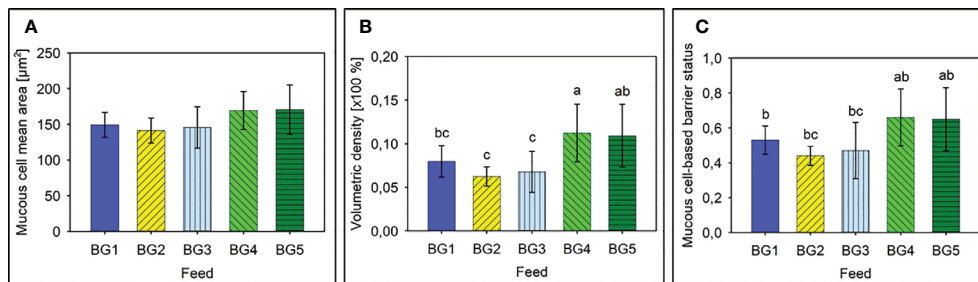 A
Mucous cell mean area [µm²]
250
200
150
100
50
0
BG1 BG2 BG3 BG4 BG5
Feed
B
Volumetric density [x100 %]
0,20
0,15
0,10
0,05
0,00
bc c c a ab
BG1 BG2 BG3 BG4 BG5
Feed
C
Mucous cell-based barrier status
1,0
0,8
0,6
0,4
0,2
0,0
b bc bc ab ab
BG1 BG2 BG3 BG4 BG5
Feed